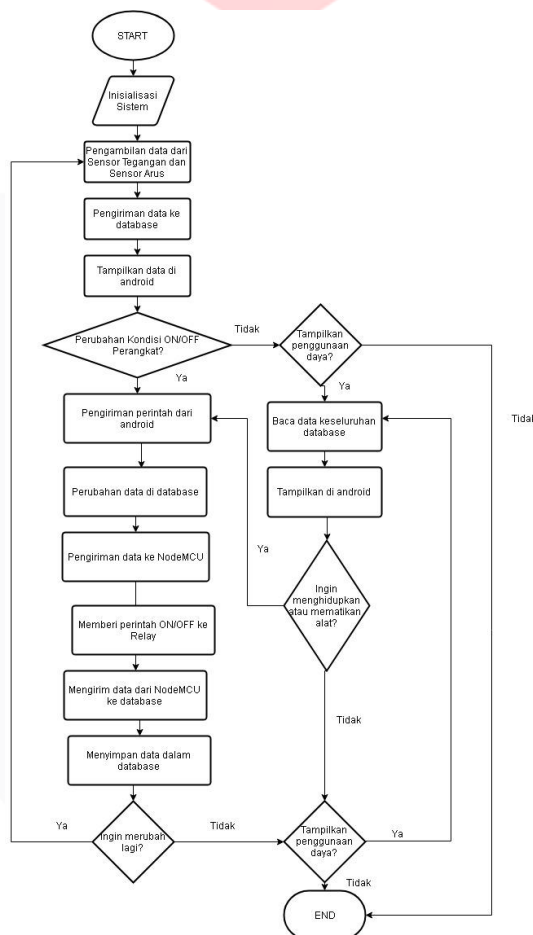 START
Inisialisasi
Sistem
Pengambilan data dari
Sensor Tegangan dan
Sensor Arus
Pengiriman data ke
database
Tampilkan data di
android
Perubahan Kondisi ON/OFF
Perangkat?
Tidak
Tampilkan
penggunaan
daya?
Ya
Ya
Pengiriman perintah dari
android
Baca data keseluruhan
database
Tidak
Perubahan data di database
Tampilkan di android
Pengiriman data ke NodeMCU
Ya
Ingin
menghidupkan
atau mematikan
alat?
Memberi perintah ON/OFF ke
Relay
Mengirim data dari NodeMCU
ke database
Tidak
Menyimpan data dalam
database
Ya
Ingin merubah
lagi?
Tidak
Tampilkan
penggunaan
daya?
Ya
Tidak
END